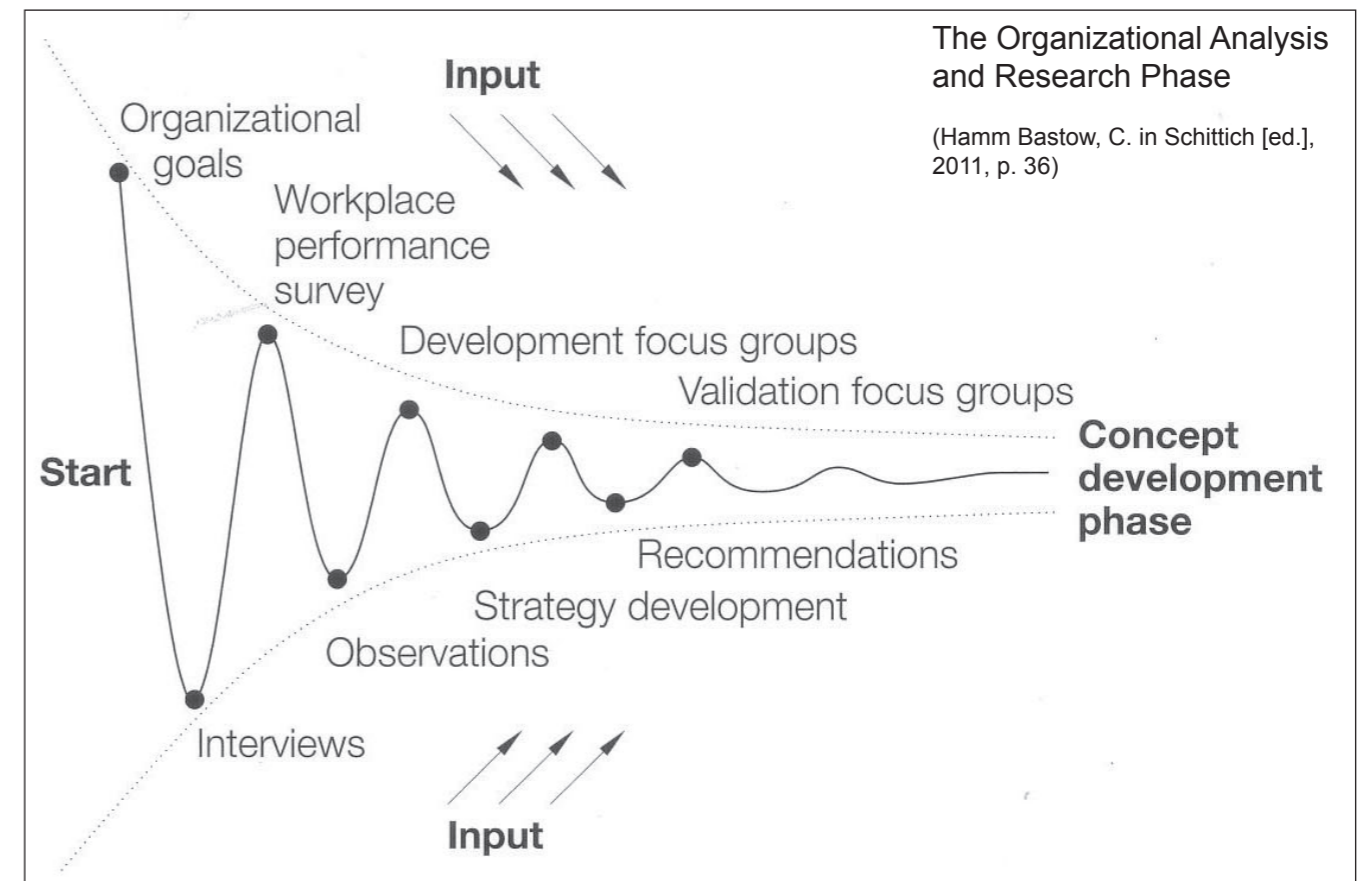 The Organizational Analysis
and Research Phase
(Hamm Bastow, C. in Schittich [ed.],
2011, p. 36)
Input
Organizational
goals
Workplace
performance
survey
Development focus groups
Validation focus groups
Start
Concept
development
phase
Recommendations
Strategy development
Observations
Interviews
Input